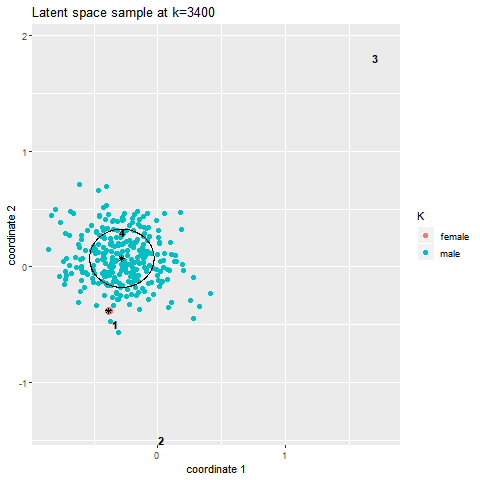 Latent space sample at k=3400
2
1
0
-1
coordinate 2
3
4
1
2
0
1
coordinate 1
K
female
male